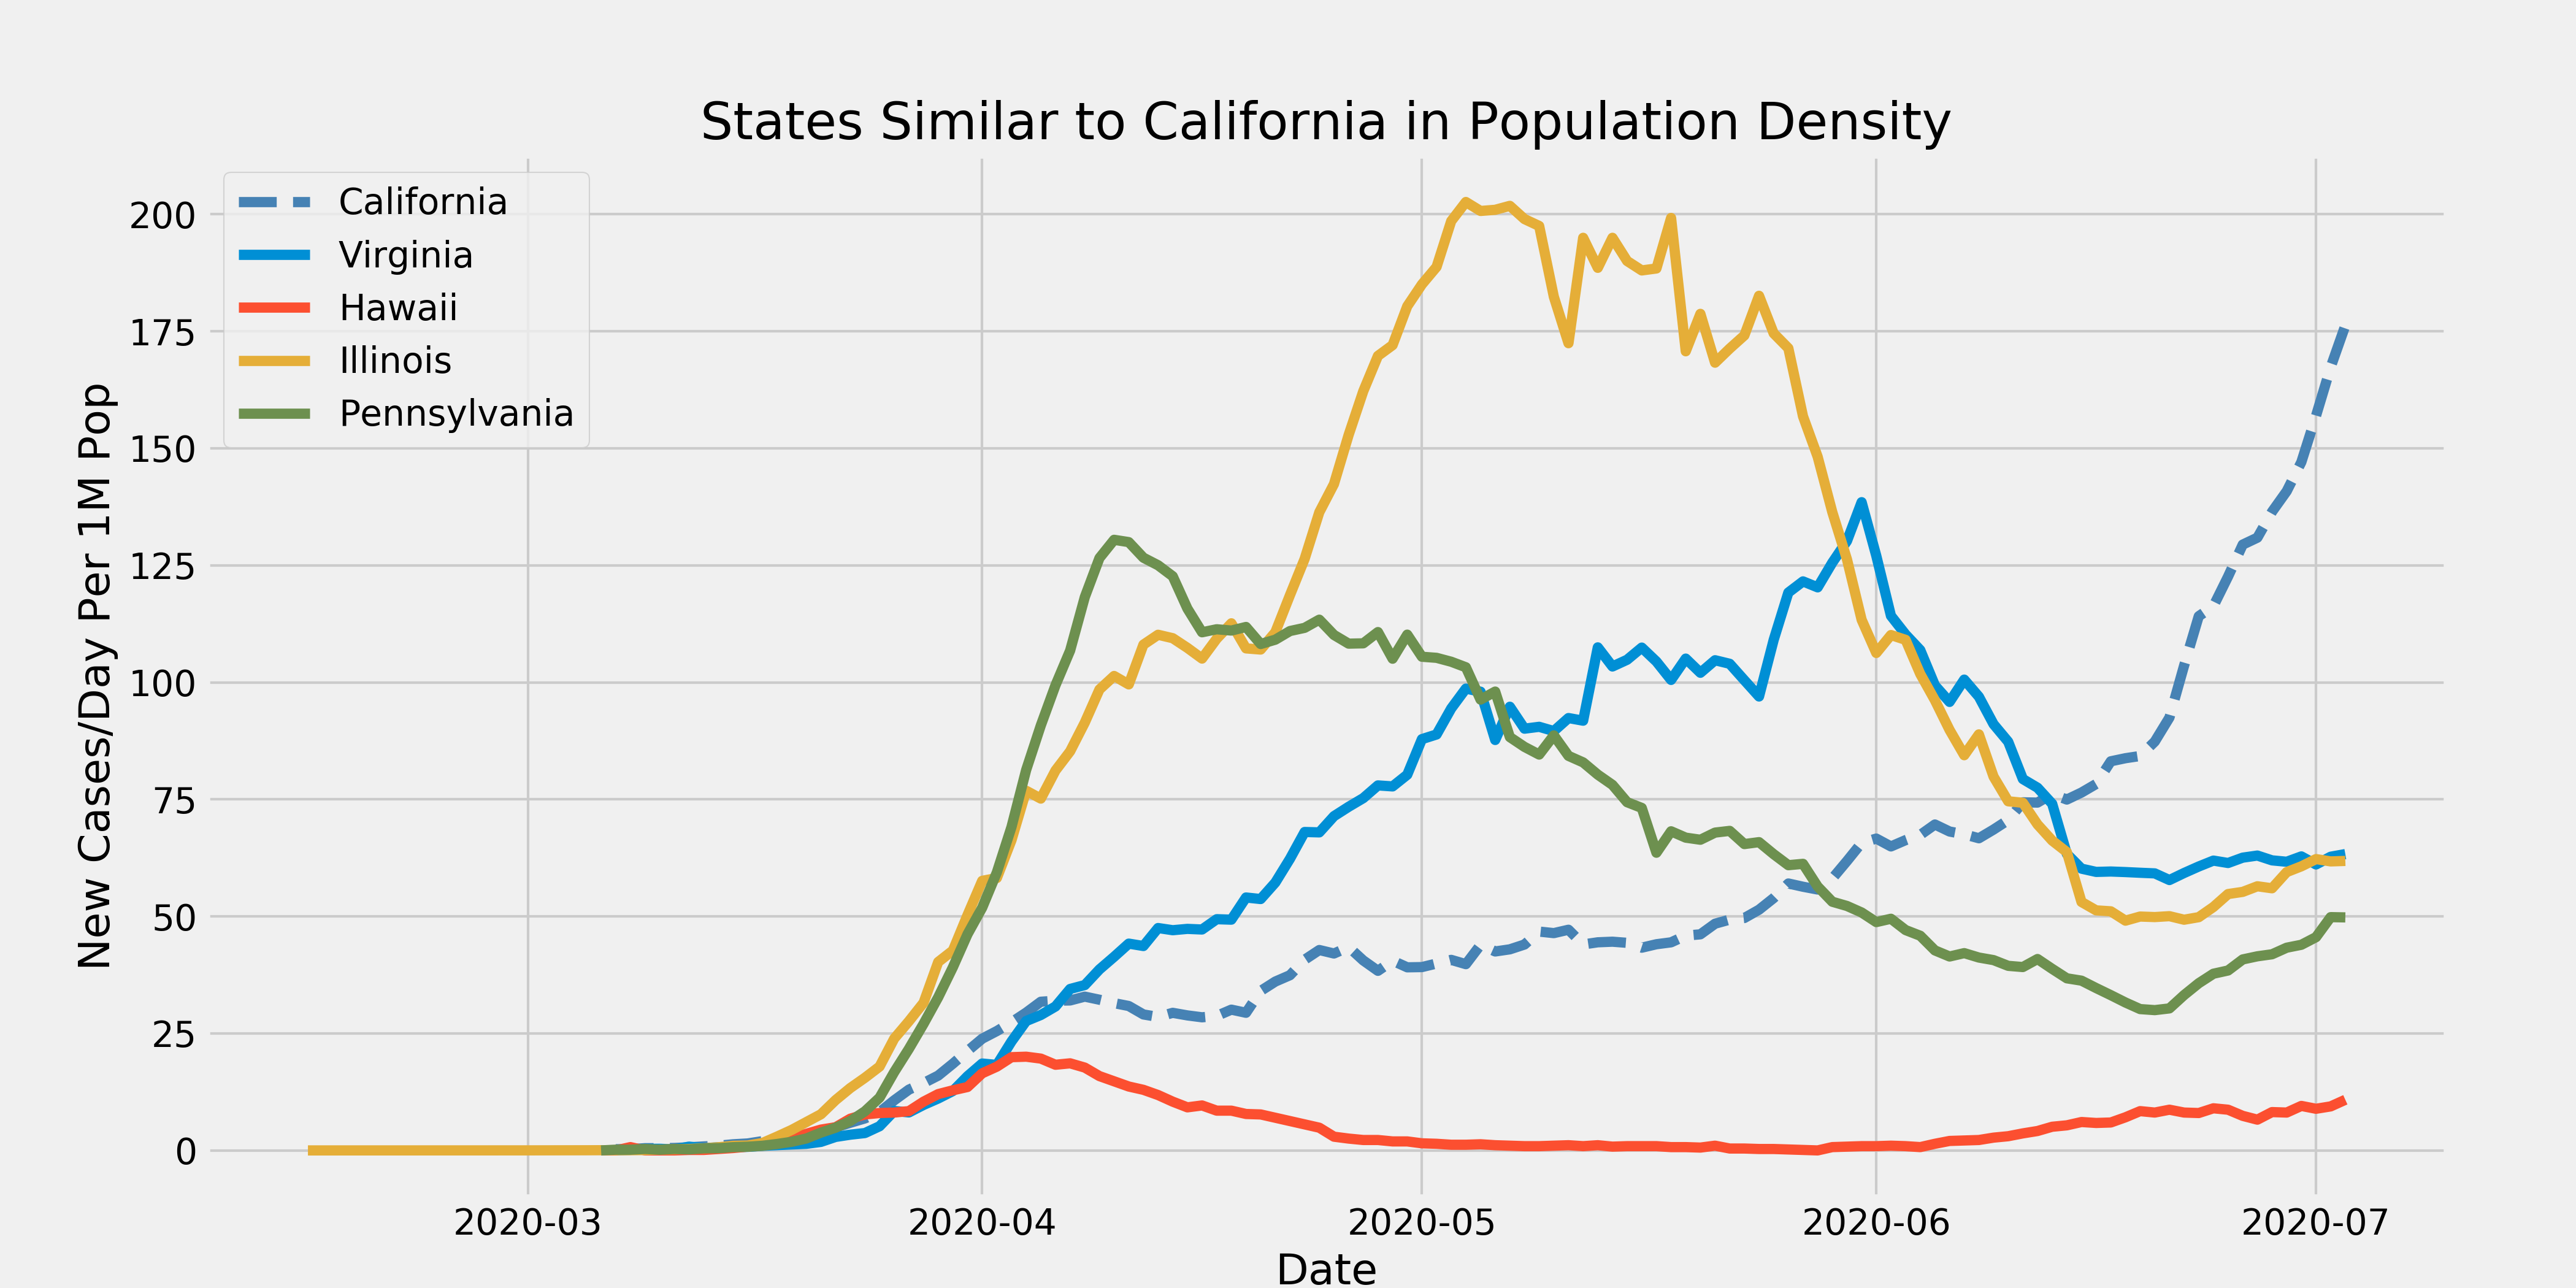 States Similar to California in Population Density
California
Virginia
Hawaii
Illinois
Pennsylvania
New Cases/Day Per 1M Pop
200
175
150
125
100
75
50
25
0
2020-03
2020-04
2020-05
2020-06
2020-07
Date